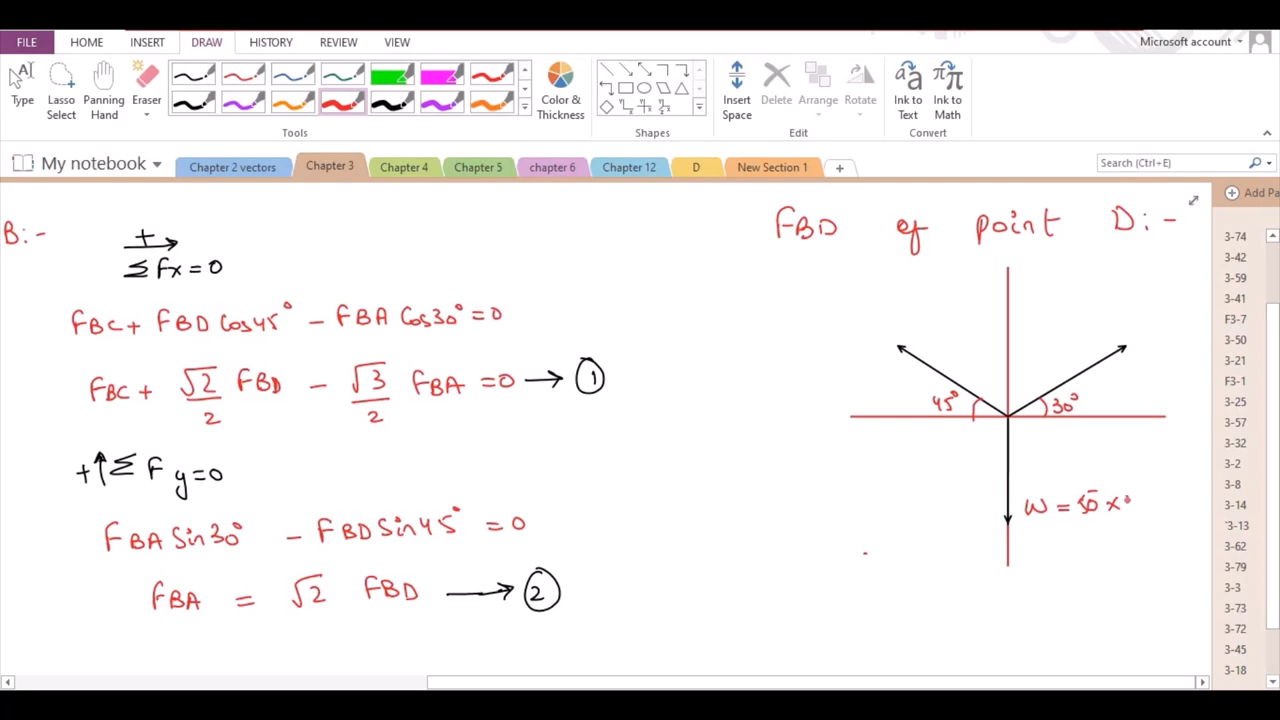 FILE HOME INSERT DRAW HISTORY REVIEW VIEW Microsoft account
Type Lasso Select Panning Hand Eraser Color & Thickness Insert Space Delete Arrange Rotate Ink to Text Ink to Math
Tools Shapes Edit Convert
My notebook Chapter 2 vectors Chapter 3 Chapter 4 Chapter 5 chapter 6 Chapter 12 D New Section 1 Search (Ctrl+E)
Add Pa
B:-
+
ΣFx=0
FBC + FBD Cos45° - FBA Cos30° = 0
FBC + √2/2 FBD - √3/2 FBA = 0 → 1
+↑ΣFy=0
FBA Sin30° - FBD Sin45° = 0
FBA = √2 FBD → 2
FBD of point D:-
45° 30°
W = 50 x
3-74
3-42
3-59
3-41
F3-7
3-50
3-21
F3-1
3-25
3-57
3-32
3-2
3-8
3-14
3-13
3-62
3-79
3-3
3-73
3-72
3-45
3-18